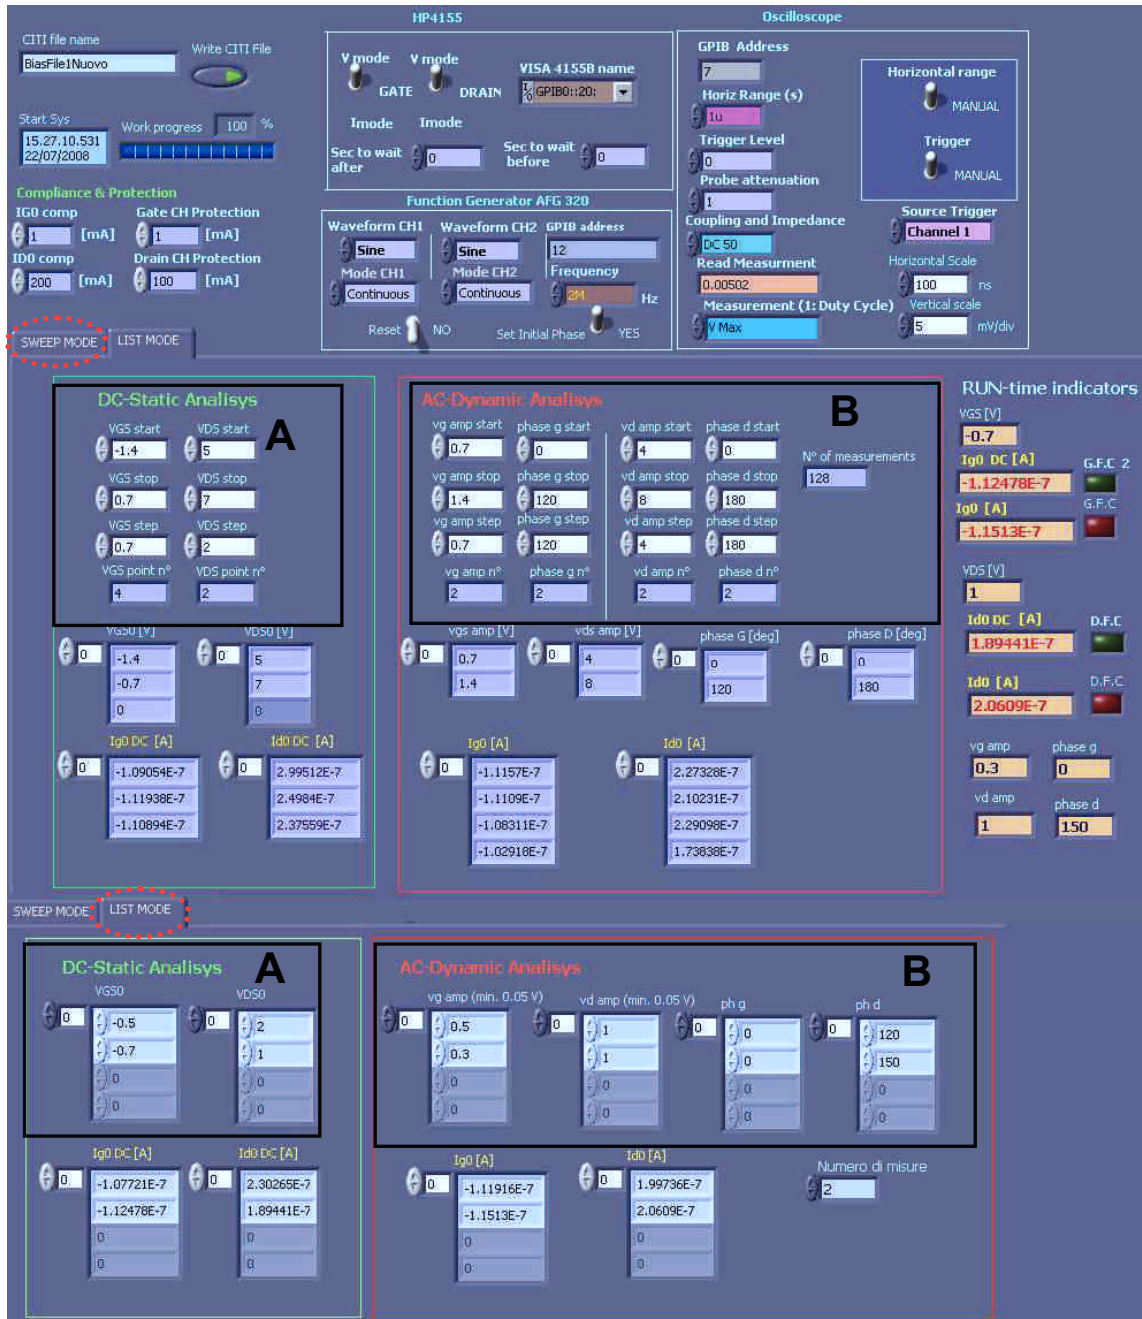 HP4155
Oscilloscope
CITI file name
BiasFile1Nuovo
Write CITI File
Start Sys
15.27.10.531
22/07/2008
Work progress 100 %
Compliance & Protection
IG0 comp
1 [mA]
Gate CH Protection
1 [mA]
ID0 comp
200 [mA]
Drain CH Protection
100 [mA]
V mode V mode
GATE DRAIN
Imode Imode
VISA 4155B name
GPIB0::20:
Sec to wait after 0
Sec to wait before 0
Function Generator AFG 320
Waveform CH1 Waveform CH2 GPIB address
Sine Sine 12
Mode CH1 Mode CH2 Frequency
Continuous Continuous 2M Hz
Reset NO Set Initial Phase YES
GPIB Address
7
Horiz Range (s)
1u
Trigger Level
0
Probe attenuation
1
Coupling and Impedance
DC 50
Read Measurment
0.00502
Measurement (1: Duty Cycle)
V Max
Horizontal range
MANUAL
Trigger
MANUAL
Source Trigger
Channel 1
Horizontal Scale
100 ns
Vertical scale
5 mV/div
SWEEP MODE LIST MODE
DC-Static Analisys
A
VGS start VDS start
-1.4 5
VGS stop VDS stop
0.7 7
VGS step VDS step
0.7 2
VGS point n° VDS point n°
4 2
VGS0 [V] VDS0 [V]
0 -1.4 0 5
-0.7 7
0 0
Ig0 DC [A] Id0 DC [A]
0 -1.09054E-7 0 2.99512E-7
-1.11938E-7 2.4984E-7
-1.10894E-7 2.37559E-7
AC-Dynamic Analisys
B
vg amp start phase g start vd amp start phase d start
0.7 0 4 0
vg amp stop phase g stop vd amp stop phase d stop
1.4 120 8 180
vg amp step phase g step vd amp step phase d step
0.7 120 4 180
vg amp n° phase g n° vd amp n° phase d n°
2 2 2 2
N° of measurements
128
vgs amp [V] vds amp [V] phase G [deg] phase D [deg]
0 0.7 0 4 0 0 0 0
1.4 8 120 180
Ig0 [A] Id0 [A]
0 -1.1157E-7 0 2.27328E-7
-1.1109E-7 2.10231E-7
-1.08311E-7 2.29098E-7
-1.02918E-7 1.73838E-7
RUN-time indicators
VGS [V]
-0.7
Ig0 DC [A] G.F.C 2
-1.12478E-7
Ig0 [A] G.F.C
-1.1513E-7
VDS [V]
1
Id0 DC [A] D.F.C
1.89441E-7
Id0 [A] D.F.C
2.0609E-7
vg amp phase g
0.3 0
vd amp phase d
1 150
SWEEP MODE LIST MODE
DC-Static Analisys
A
VGS0 VDS0
0 -0.5 0 2
-0.7 1
0 0
0 0
Ig0 DC [A] Id0 DC [A]
0 -1.07721E-7 0 2.30265E-7
-1.12478E-7 1.89441E-7
0 0
0 0
AC-Dynamic Analisys
B
vg amp (min. 0.05 V) vd amp (min. 0.05 V) ph g ph d
0 0.5 0 1 0 0 0 120
0.3 1 0 150
0 0 0 0
0 0 0 0
Ig0 [A] Id0 [A]
0 -1.11916E-7 0 1.99736E-7
-1.1513E-7 2.0609E-7
0 0
0 0
Numero di misure
2